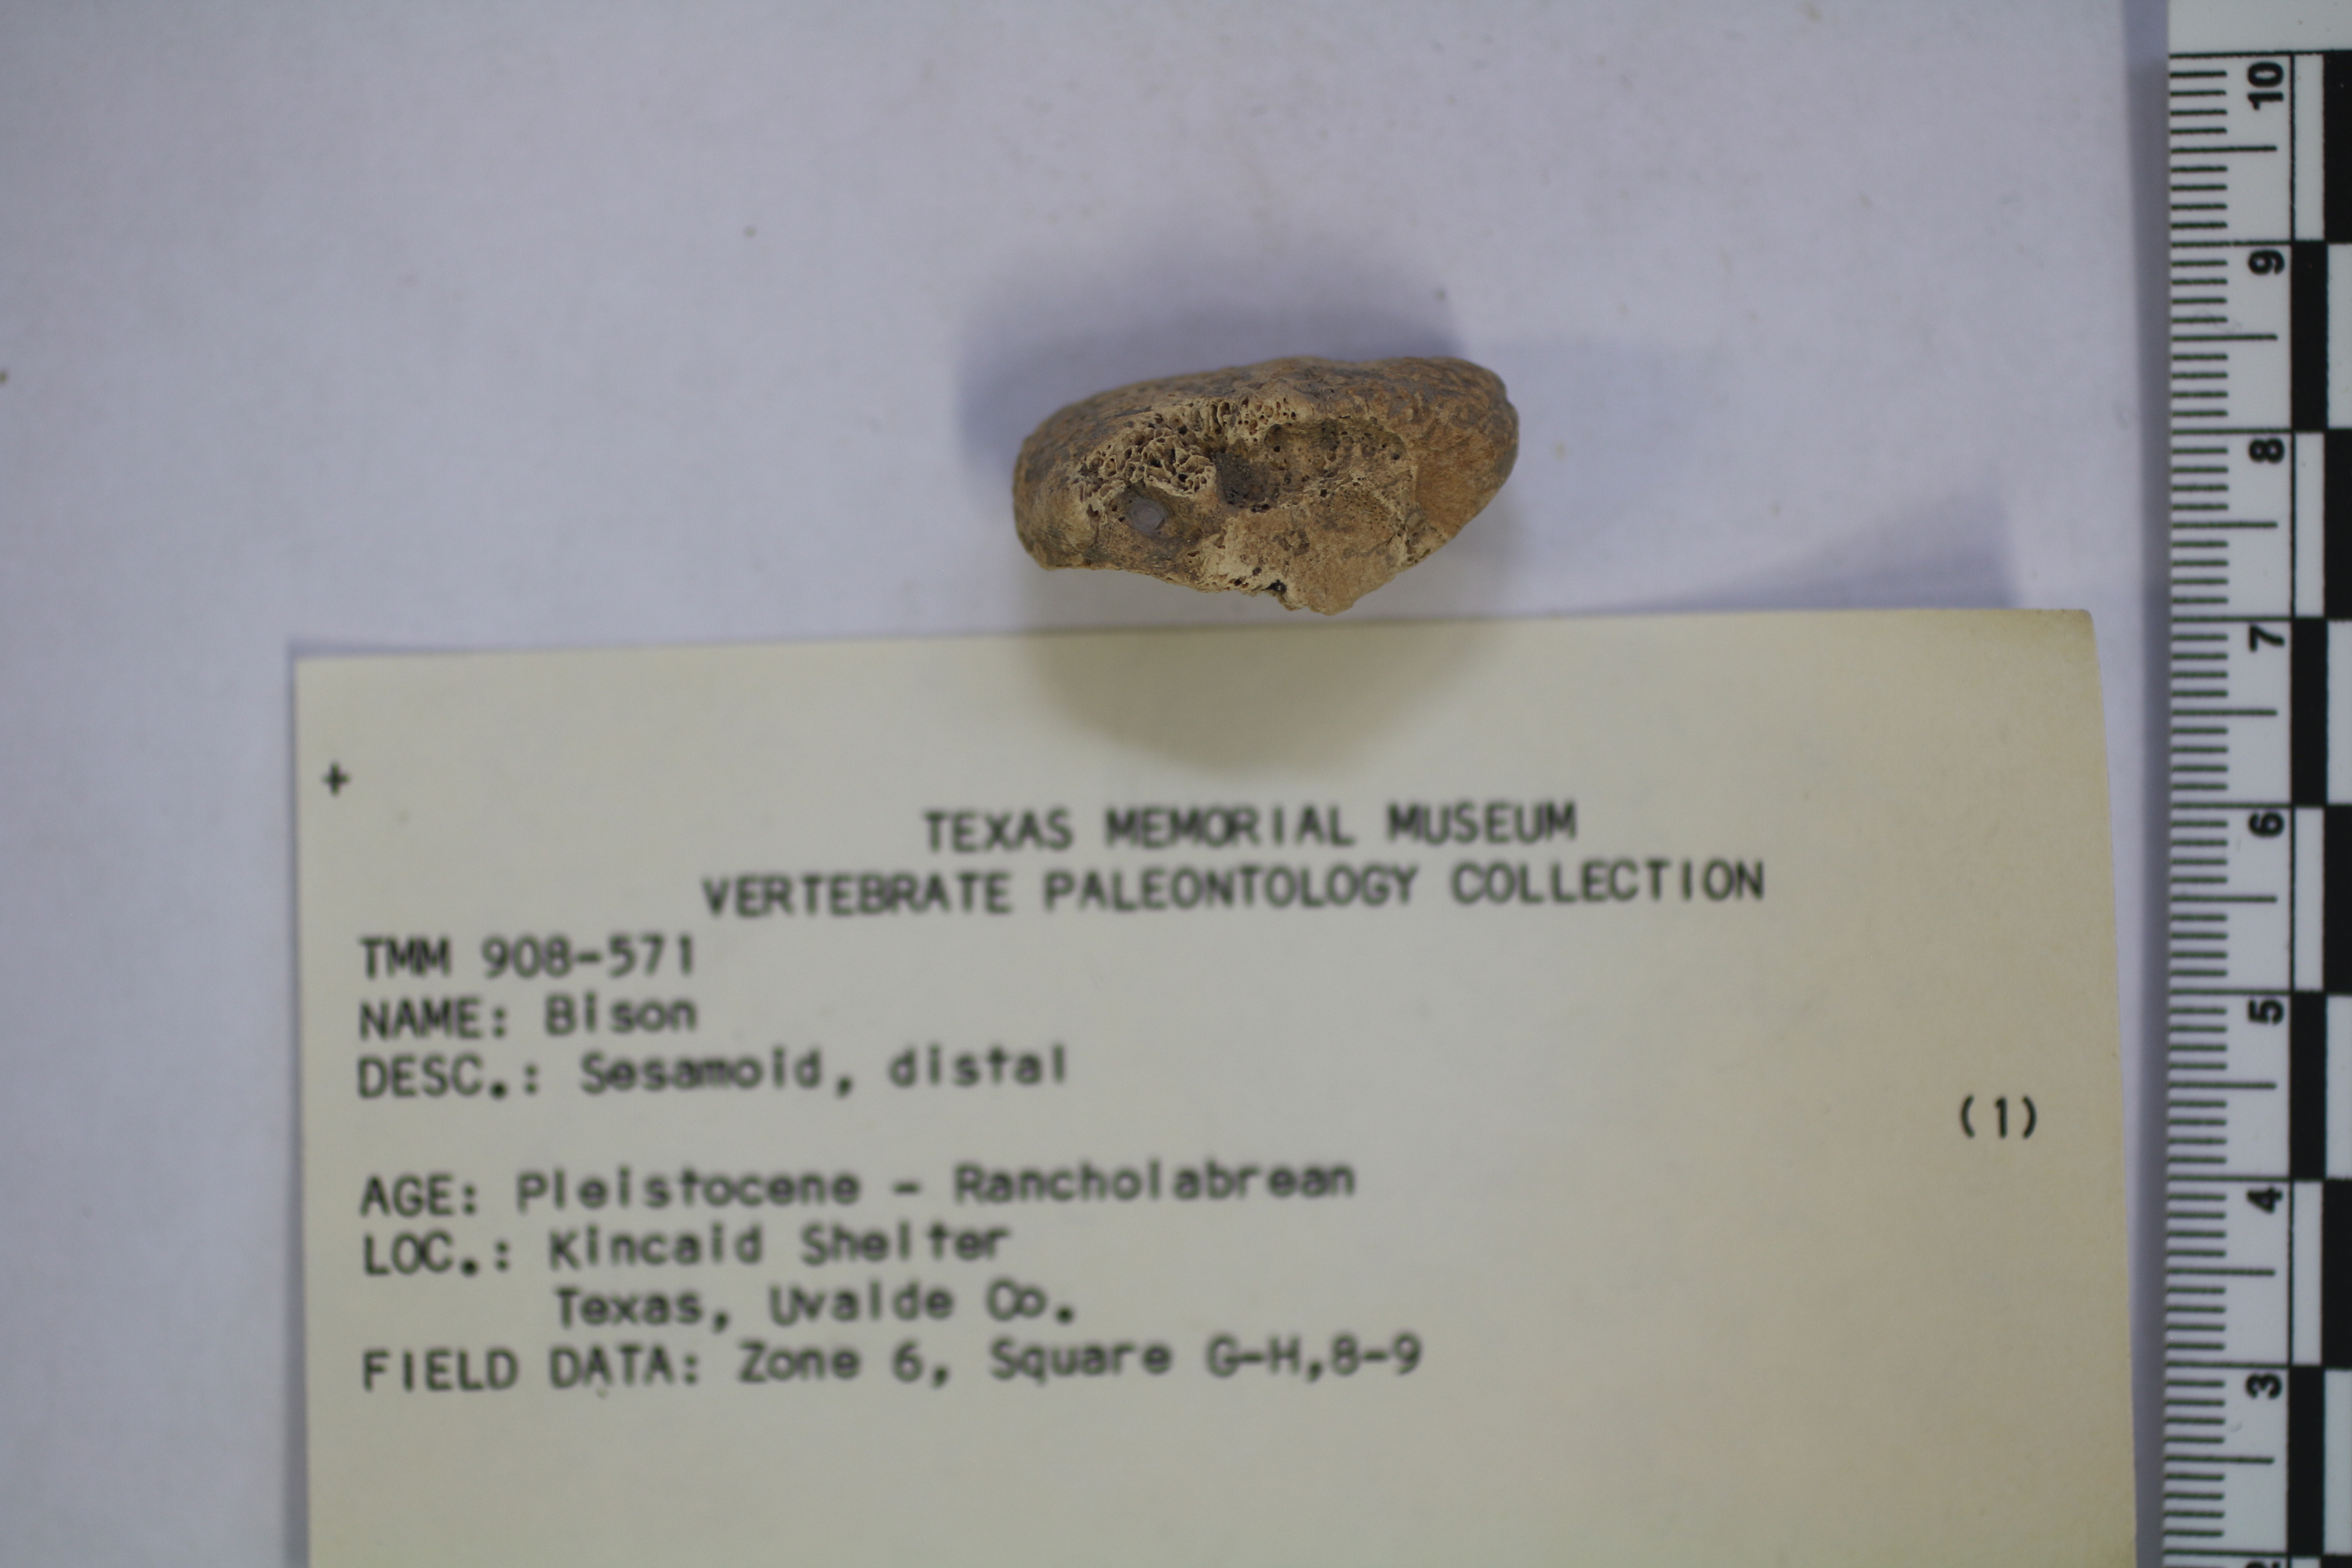 +
TEXAS MEMORIAL MUSEUM
VERTEBRATE PALEONTOLOGY COLLECTION
TMM 908-571
NAME: Bison
DESC.: Sesamoid, distal
(1)
AGE: Pleistocene - Rancholabrean
LOC.: Kincaid Shelter
Texas, Uvalde Co.
FIELD DATA: Zone 6, Square G-H,8-9
10
9
8
7
6
5
4
3